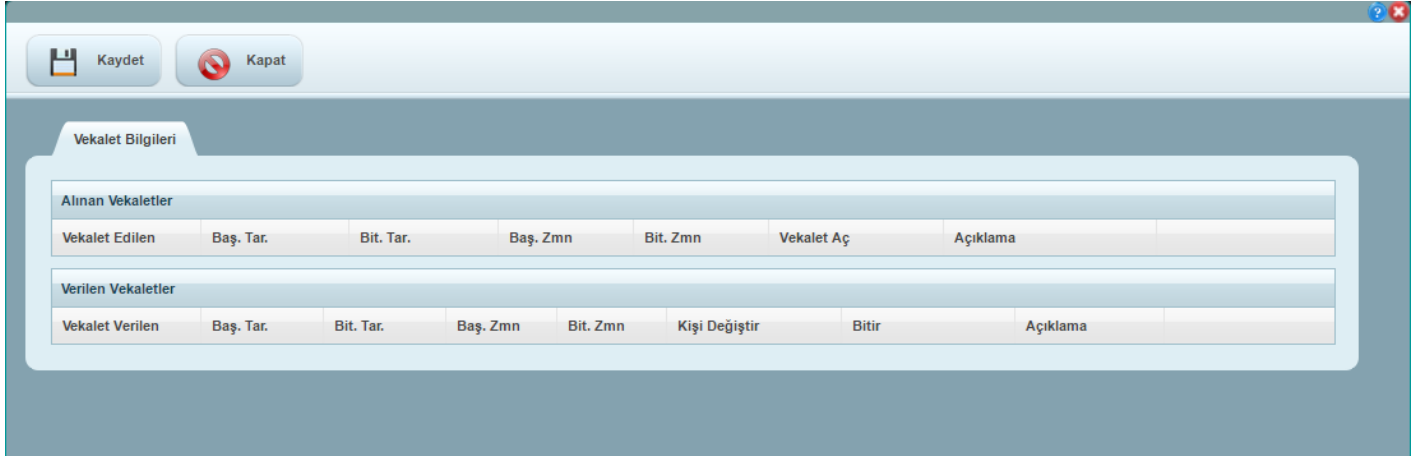 Kaydet Kapat
Vekalet Bilgileri
Alınan Vekaletler
Vekalet Edilen Baş. Tar. Bit. Tar. Baş. Zmn Bit. Zmn Vekalet Aç Açıklama
Verilen Vekaletler
Vekalet Verilen Baş. Tar. Bit. Tar. Baş. Zmn Bit. Zmn Kişi Değiştir Bitir Açıklama